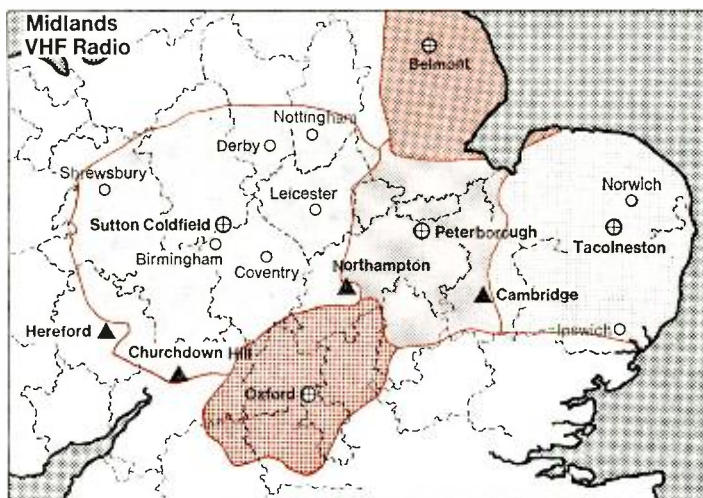 Midlands
VHF Radio
Belmont
Nottingham
Derby
Shrewsbury
Norwich
Leicester
Sutton Coldfield
Peterborough
Tacolneston
Birmingham
Coventry
Northampton
Cambridge
Hereford
Ipswich
Churchdown Hill
Oxford